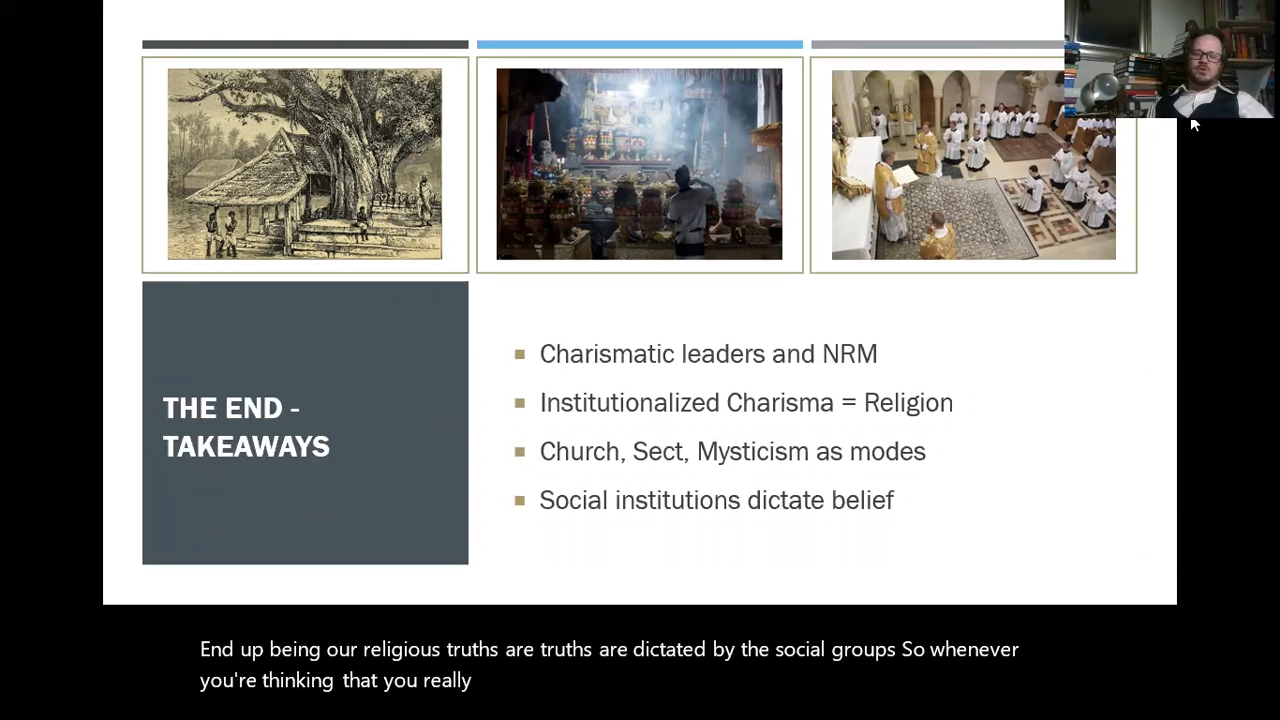 THE END -
TAKEAWAYS
Charismatic leaders and NRM
Institutionalized Charisma = Religion
Church, Sect, Mysticism as modes
Social institutions dictate belief
End up being our religious truths are truths are dictated by the social groups So whenever
you're thinking that you really